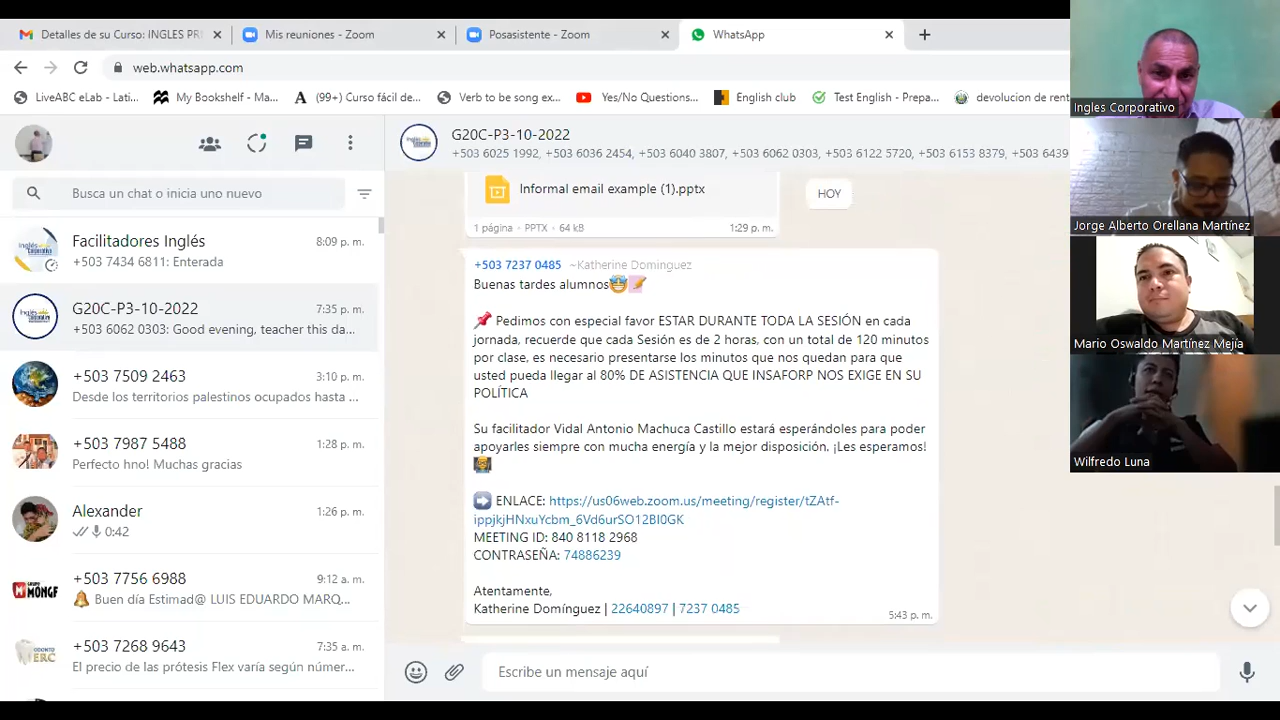 Detalles de su Curso: INGLES PR
Mis reuniones - Zoom
Posasistente - Zoom
WhatsApp
web.whatsapp.com
LiveABC eLab - Lati...
My Bookshelf - Ma...
(99+) Curso fácil de...
Verb to be song ex...
Yes/No Questions...
English club
Test English - Prepa...
devolucion de rent
Ingles Corporativo
Jorge Alberto Orellana Martínez
Mario Oswaldo Martínez Mejía
Wilfredo Luna
Busca un chat o inicia uno nuevo
Facilitadores Inglés
8:09 p. m.
+503 7434 6811: Enterada
G20C-P3-10-2022
7:35 p. m.
+503 6062 0303: Good evening, teacher this da...
+503 7509 2463
3:10 p. m.
Desde los territorios palestinos ocupados hasta ...
+503 7987 5488
1:28 p. m.
Perfecto hno! Muchas gracias
Alexander
1:26 p. m.
0:42
+503 7756 6988
9:12 a. m.
Buen día Estimad@ LUIS EDUARDO MARQ...
+503 7268 9643
7:35 a. m.
El precio de las prótesis Flex varía según númer...
G20C-P3-10-2022
+503 6025 1992, +503 6036 2454, +503 6040 3807, +503 6062 0303, +503 6122 5720, +503 6153 8379, +503 6439
Informal email example (1).pptx
HOY
1 página • PPTX • 64 kB
1:29 p. m.
+503 7237 0485 ~Katherine Dominguez
Buenas tardes alumnos
Pedimos con especial favor ESTAR DURANTE TODA LA SESIÓN en cada
jornada, recuerde que cada Sesión es de 2 horas, con un total de 120 minutos
por clase, es necesario presentarse los minutos que nos quedan para que
usted pueda llegar al 80% DE ASISTENCIA QUE INSAFORP NOS EXIGE EN SU
POLÍTICA
Su facilitador Vidal Antonio Machuca Castillo estará esperándoles para poder
apoyarles siempre con mucha energía y la mejor disposición. ¡Les esperamos!
ENLACE: https://us06web.zoom.us/meeting/register/tZAtf-
ippjkjHNxuYcbm_6Vd6urSO12BI0GK
MEETING ID: 840 8118 2968
CONTRASEÑA: 74886239
Atentamente,
Katherine Domínguez | 22640897 | 7237 0485
5:43 p. m.
Escribe un mensaje aquí